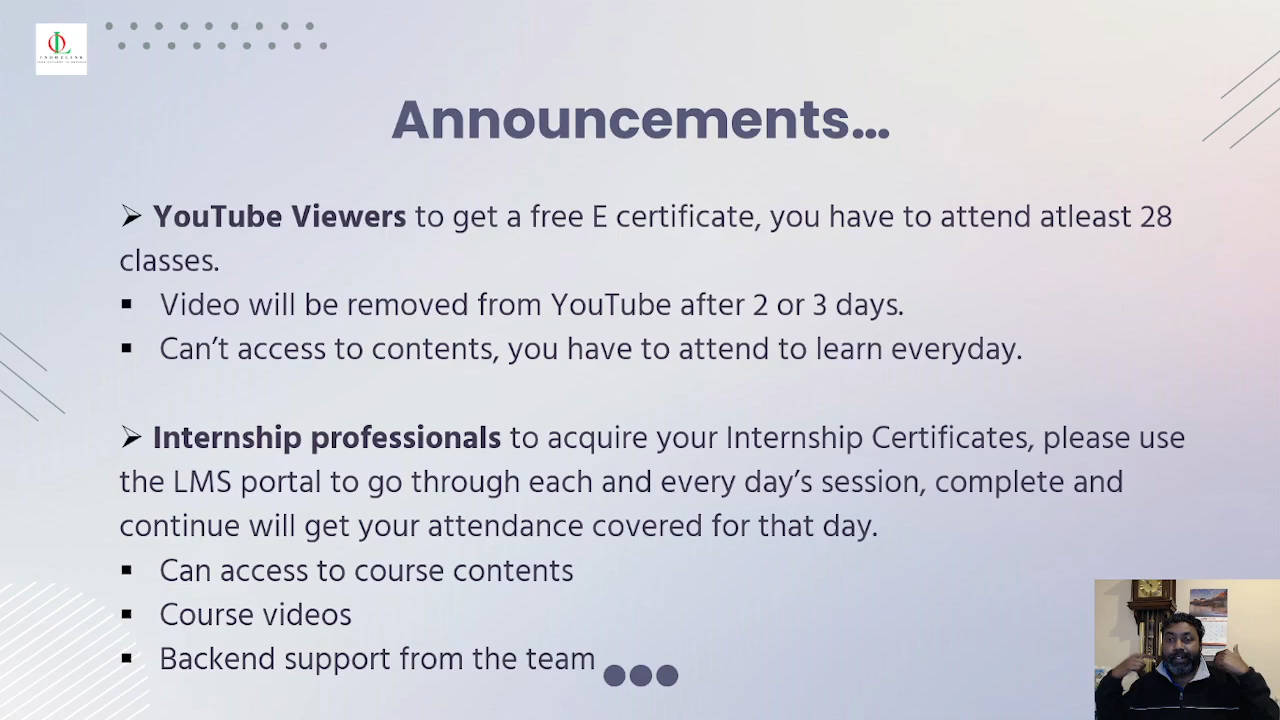 INDOLINK
Announcements...
➢ YouTube Viewers to get a free E certificate, you have to attend atleast 28
classes.
▪ Video will be removed from YouTube after 2 or 3 days.
▪ Can't access to contents, you have to attend to learn everyday.
➢ Internship professionals to acquire your Internship Certificates, please use
the LMS portal to go through each and every day's session, complete and
continue will get your attendance covered for that day.
▪ Can access to course contents
▪ Course videos
▪ Backend support from the team